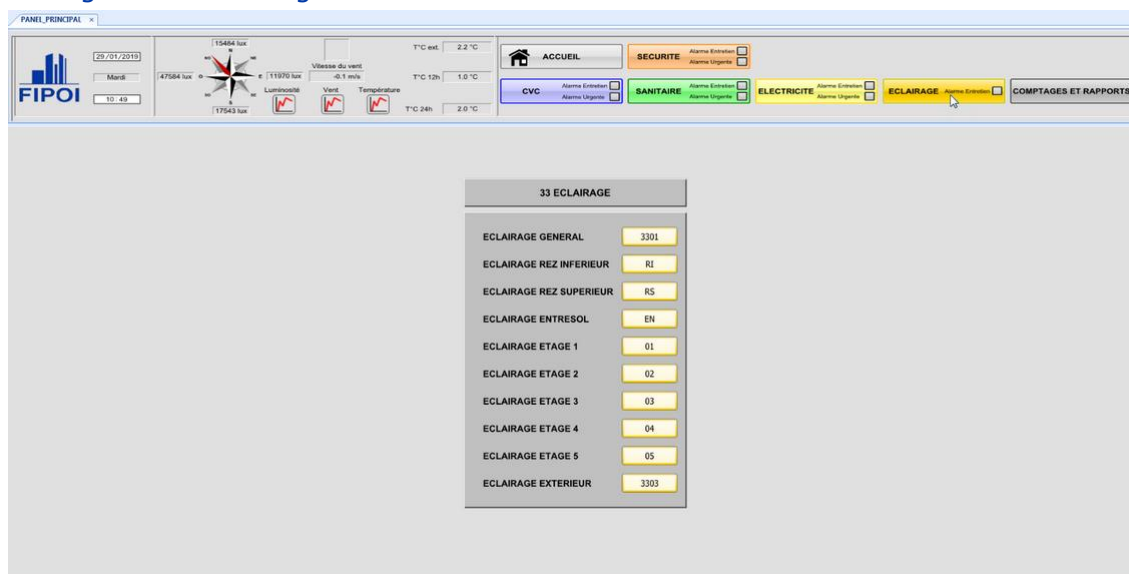 PANEL_PRINCIPAL ×
FIPOI
29/01/2019
Mardi
10:49
15484 lux
N
47584 lux O
E 11970 lux
S
17543 lux
Vitesse du vent
-0.1 m/s
Luminosité Vent Température
T°C ext. 2.2 °C
T°C 12h 1.0 °C
T°C 24h 2.0 °C
ACCUEIL
SECURITE Alarme Entretien
Alarme Urgente
CVC Alarme Entretien
Alarme Urgente
SANITAIRE Alarme Entretien
Alarme Urgente
ELECTRICITE Alarme Entretien
Alarme Urgente
ECLAIRAGE Alarme Entretien
COMPTAGES ET RAPPORTS
33 ECLAIRAGE
ECLAIRAGE GENERAL 3301
ECLAIRAGE REZ INFERIEUR RI
ECLAIRAGE REZ SUPERIEUR RS
ECLAIRAGE ENTRESOL EN
ECLAIRAGE ETAGE 1 01
ECLAIRAGE ETAGE 2 02
ECLAIRAGE ETAGE 3 03
ECLAIRAGE ETAGE 4 04
ECLAIRAGE ETAGE 5 05
ECLAIRAGE EXTERIEUR 3303